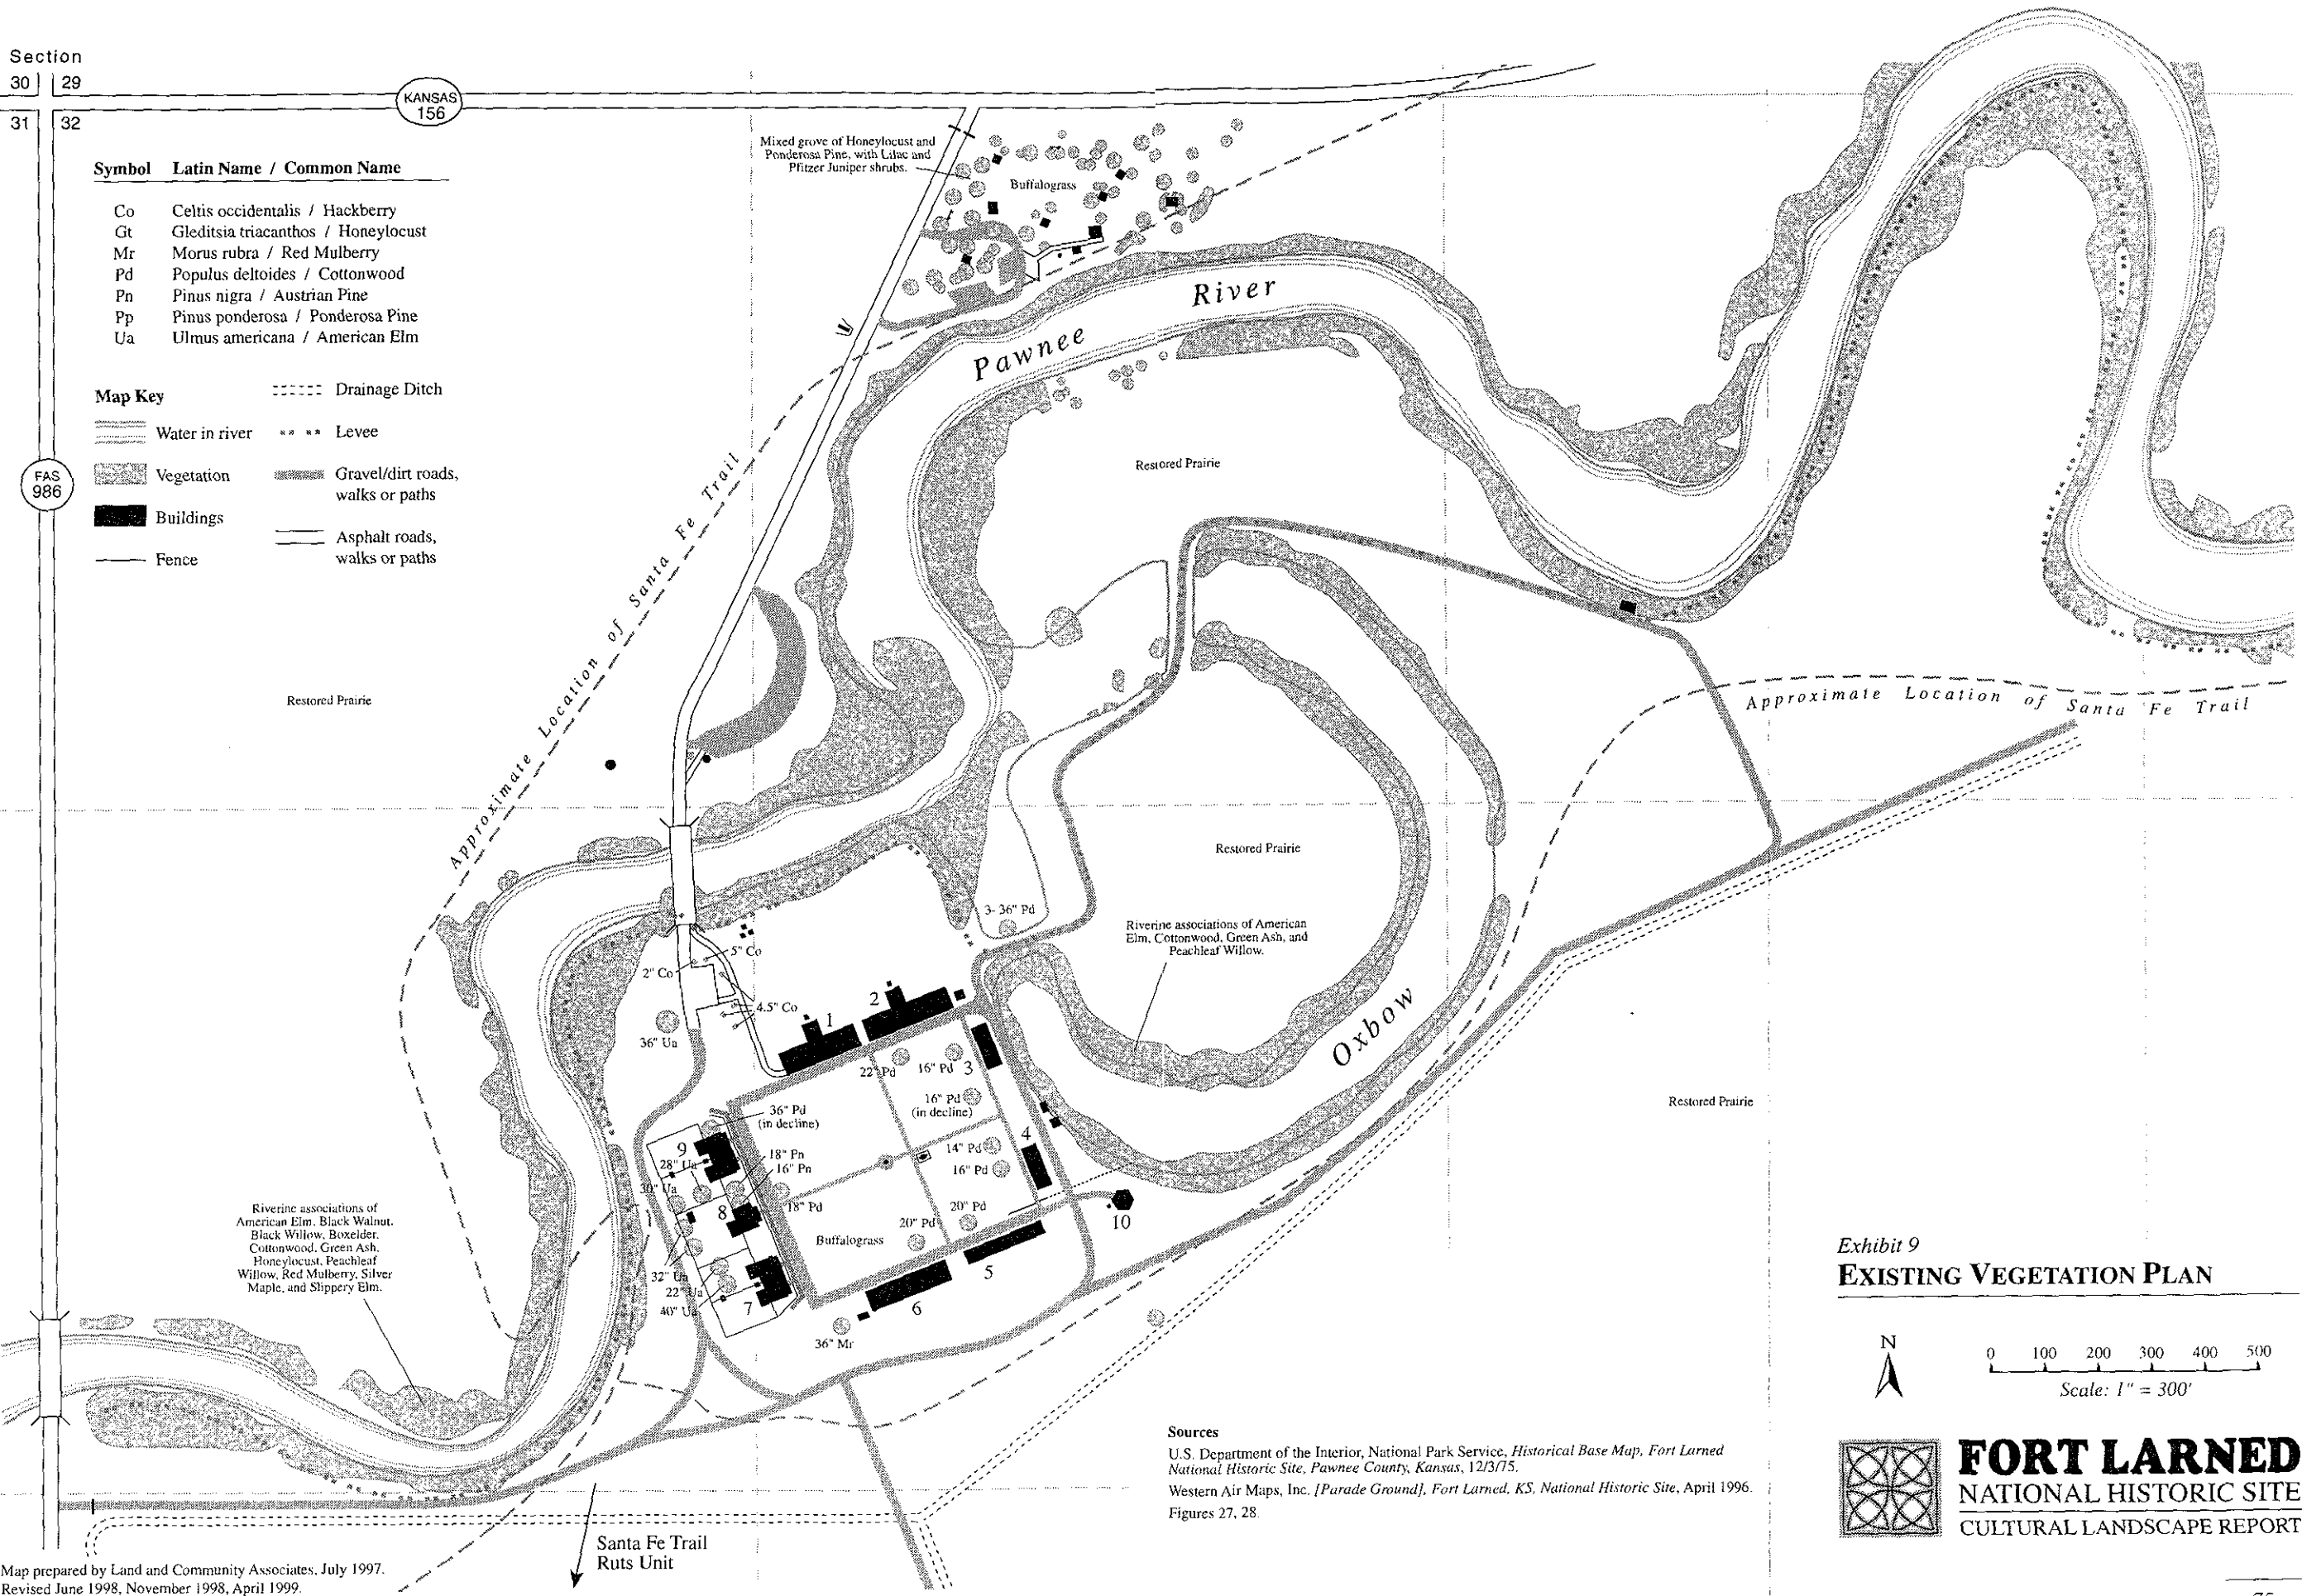 Section
30 29
31 32
KANSAS
156
FAS
986
Symbol Latin Name / Common Name
Co Celtis occidentalis / Hackberry
Gt Gleditsia triacanthos / Honeylocust
Mr Morus rubra / Red Mulberry
Pd Populus deltoides / Cottonwood
Pn Pinus nigra / Austrian Pine
Pp Pinus ponderosa / Ponderosa Pine
Ua Ulmus americana / American Elm
Map Key
Water in river
Vegetation
Buildings
Fence
Drainage Ditch
Levee
Gravel/dirt roads,
walks or paths
Asphalt roads,
walks or paths
Mixed grove of Honeylocust and
Ponderosa Pine, with Lilac and
Pfitzer Juniper shrubs.
Buffalograss
Pawnee River
Restored Prairie
Approximate Location of Santa Fe Trail
Restored Prairie
Approximate Location of Santa Fe Trail
Restored Prairie
3- 36" Pd
Riverine associations of American
Elm, Cottonwood, Green Ash, and
Peachleaf Willow.
Oxbow
Restored Prairie
5" Co
2" Co
4.5" Co
36" Ua
1
2
22" Pd
16" Pd
3
16" Pd
(in decline)
36" Pd
(in decline)
14" Pd
4
16" Pd
9
28" Ua
18" Pn
16" Pn
30" Ua
18" Pd
8
20" Pd
20" Pd
10
Buffalograss
32" Ua
22" Ua
40" Ua
7
5
6
36" Mr
Riverine associations of
American Elm, Black Walnut,
Black Willow, Boxelder,
Cottonwood, Green Ash,
Honeylocust, Peachleaf
Willow, Red Mulberry, Silver
Maple, and Slippery Elm.
Santa Fe Trail
Ruts Unit
Map prepared by Land and Community Associates, July 1997.
Revised June 1998, November 1998, April 1999.
Sources
U.S. Department of the Interior, National Park Service, Historical Base Map, Fort Larned
National Historic Site, Pawnee County, Kansas, 12/3/75.
Western Air Maps, Inc. [Parade Ground], Fort Larned, KS, National Historic Site, April 1996.
Figures 27, 28.
Exhibit 9
EXISTING VEGETATION PLAN
N
0 100 200 300 400 500
Scale: 1" = 300'
FORT LARNED
NATIONAL HISTORIC SITE
CULTURAL LANDSCAPE REPORT